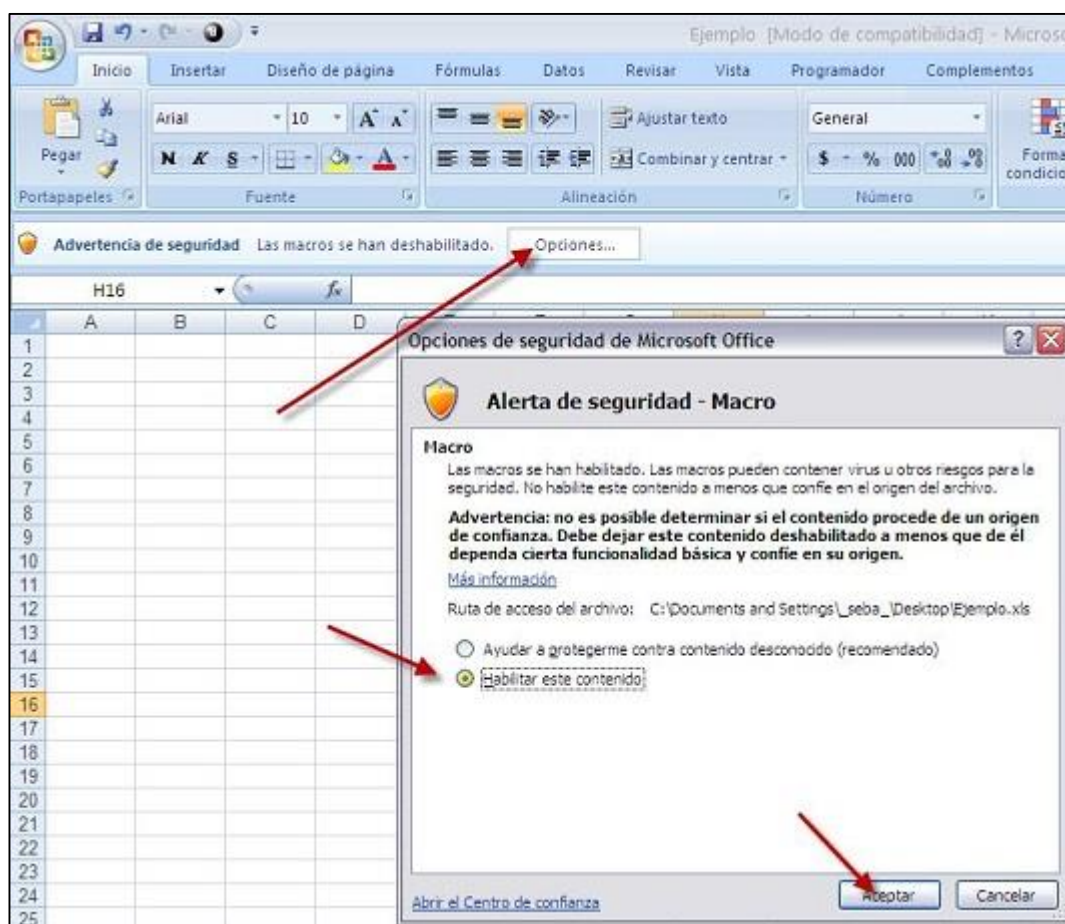 Ejemplo [Modo de compatibilidad] - Microso
Inicio Insertar Diseño de página Fórmulas Datos Revisar Vista Programador Complementos
Arial 10 A A Ajustar texto General
Pegar N K S A Combinar y centrar $ % 000 Forma
condicio
Portapapeles Fuente Alineación Número
Advertencia de seguridad Las macros se han deshabilitado. Opciones...
H16 fx
A B C D
Opciones de seguridad de Microsoft Office ?
Alerta de seguridad - Macro
Macro
Las macros se han habilitado. Las macros pueden contener virus u otros riesgos para la
seguridad. No habilite este contenido a menos que confíe en el origen del archivo.
Advertencia: no es posible determinar si el contenido procede de un origen
de confianza. Debe dejar este contenido deshabilitado a menos que de él
dependa cierta funcionalidad básica y confíe en su origen.
Más información
Ruta de acceso del archivo: C:\Documents and Settings\_seba_\Desktop\Ejemplo.xls
Ayudar a protegerme contra contenido desconocido (recomendado)
Habilitar este contenido
Abrir el Centro de confianza Aceptar Cancelar
1
2
3
4
5
6
7
8
9
10
11
12
13
14
15
16
17
18
19
20
21
22
23
24
25